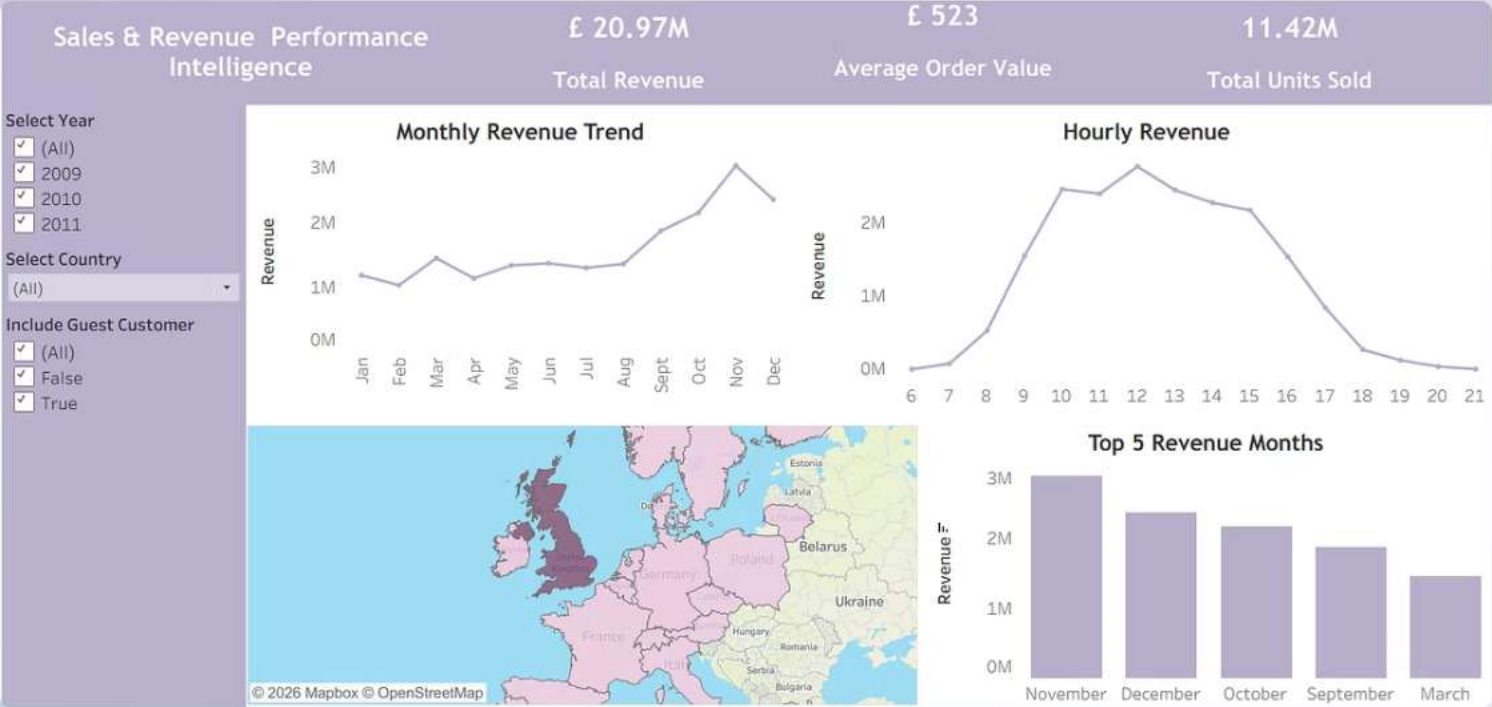 Sales & Revenue Performance
Intelligence
£ 20.97M
Total Revenue
£ 523
Average Order Value
11.42M
Total Units Sold
Select Year
(All)
2009
2010
2011
Select Country
(All)
Include Guest Customer
(All)
False
True
Monthly Revenue Trend
Revenue
3M
2M
1M
0M
Jan
Feb
Mar
Apr
May
Jun
Jul
Aug
Sept
Oct
Nov
Dec
Hourly Revenue
Revenue
2M
1M
0M
6 7 8 9 10 11 12 13 14 15 16 17 18 19 20 21
Estonia
Latvia
Belarus
Poland
Germany
Ukraine
France
Hungary
Romania
Italy
Serbia
Bulgaria
© 2026 Mapbox © OpenStreetMap
Top 5 Revenue Months
Revenue
3M
2M
1M
0M
November December October September March